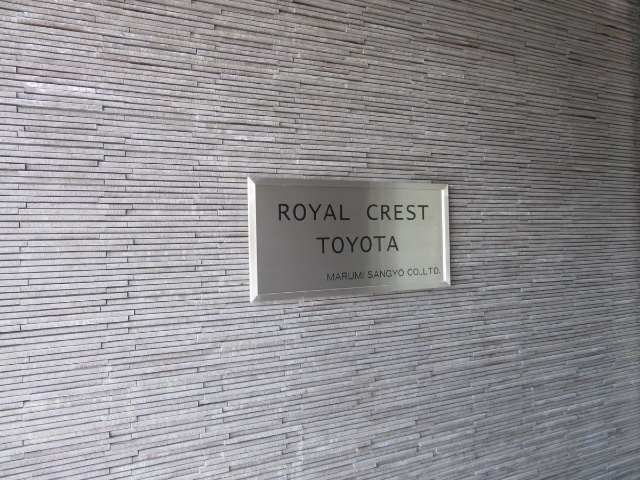 ROYAL CREST
TOYOTA
MARUMI SANGYO CO.,LTD.